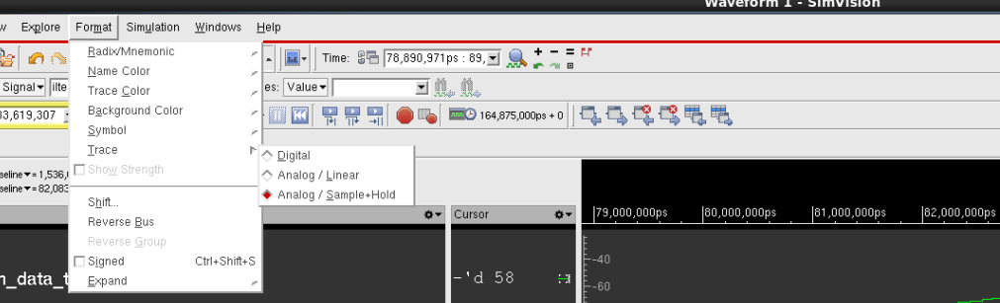 Waveform 1 - SimVision
Explore Format Simulation Windows Help
Time: 78,890,971ps : 89,
Signal ilte es: Value
33,619,307 164,875,000ps + 0
Radix/Mnemonic
Name Color
Trace Color
Background Color
Symbol
Trace
Show Strength
Shift...
Reverse Bus
Reverse Group
Signed Ctrl+Shift+S
Expand
Digital
Analog / Linear
Analog / Sample+Hold
seline = 1,536,
seline = 82,083
Cursor
79,000,000ps 80,000,000ps 81,000,000ps 82,000,000ps
n_data_t -'d 58
-40
-60